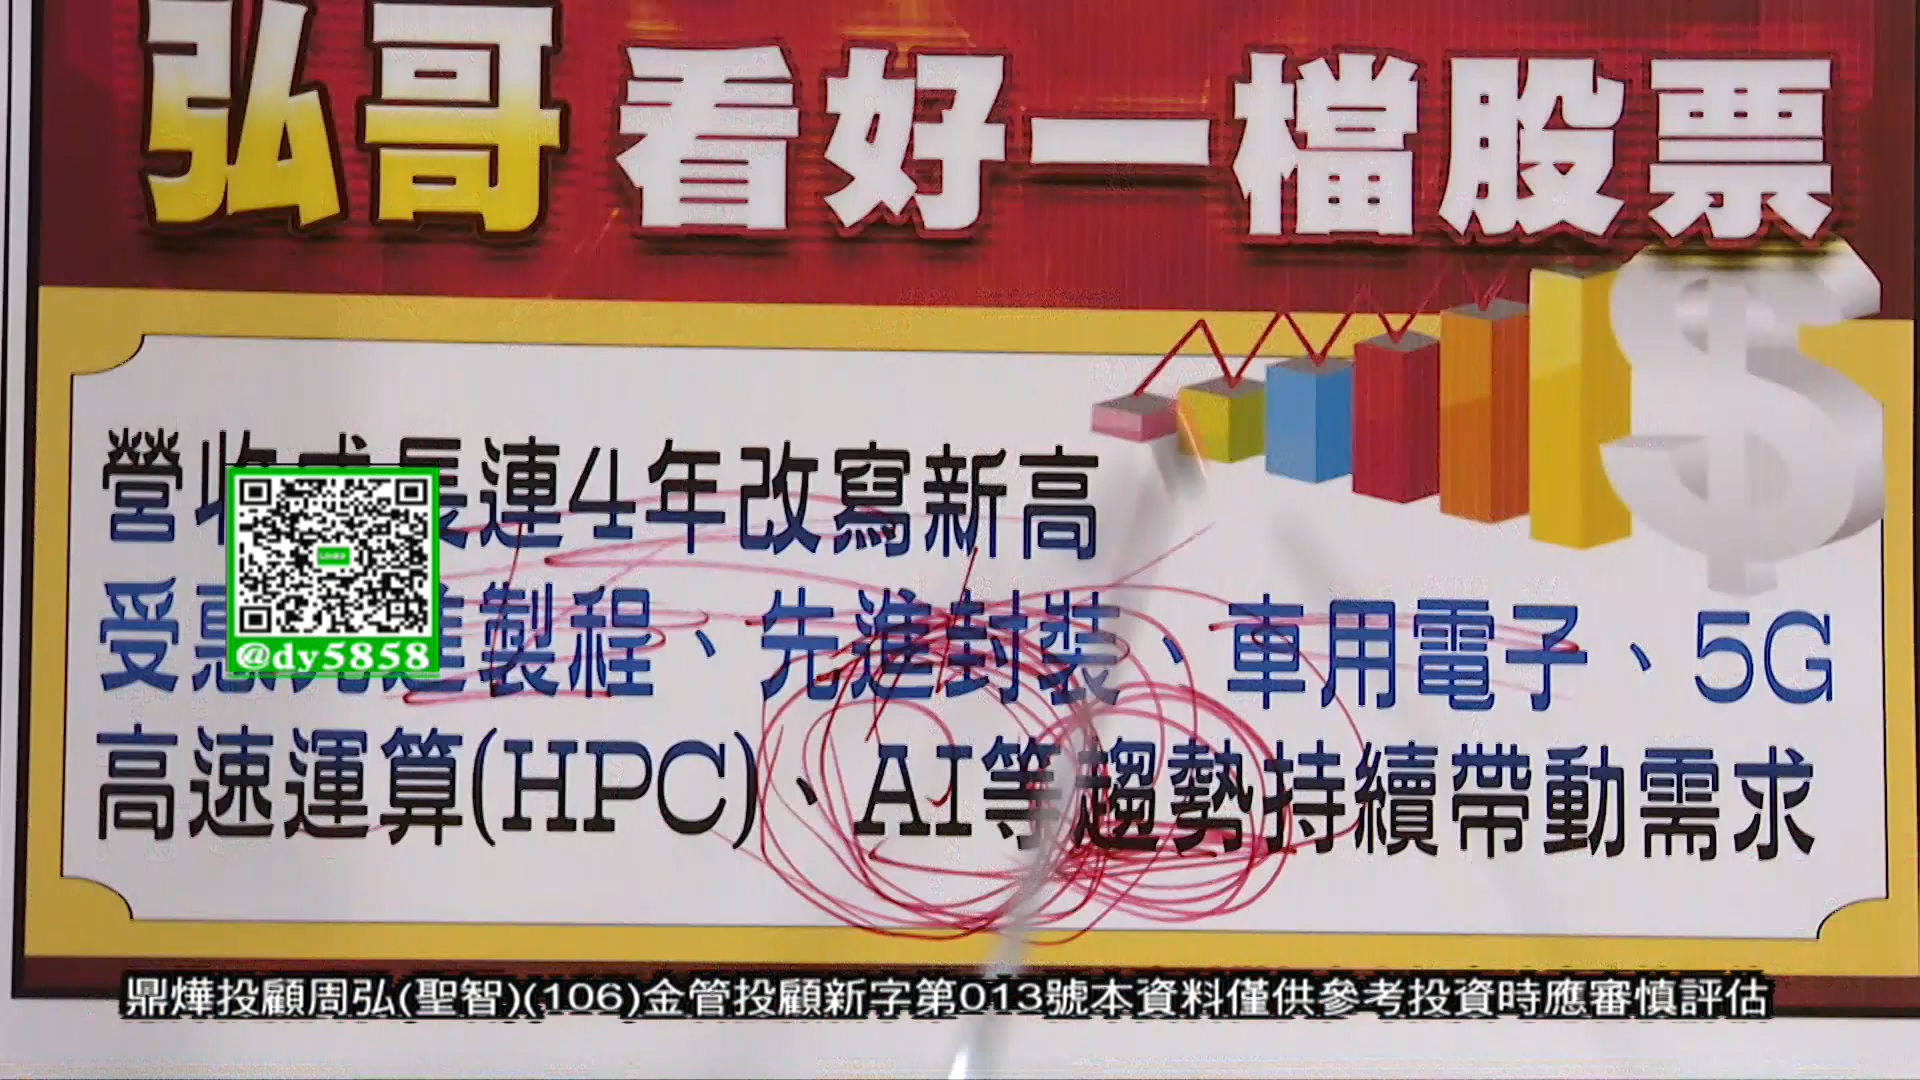 弘哥看好一檔股票
營收成長連4年改寫新高
受惠先進製程、先進封裝、車用電子、5G
高速運算(HPC)、AI等趨勢持續帶動需求
@dy5858
鼎燁投顧周弘(聖智)(106)金管投顧新字第013號本資料僅供參考投資時應審慎評估